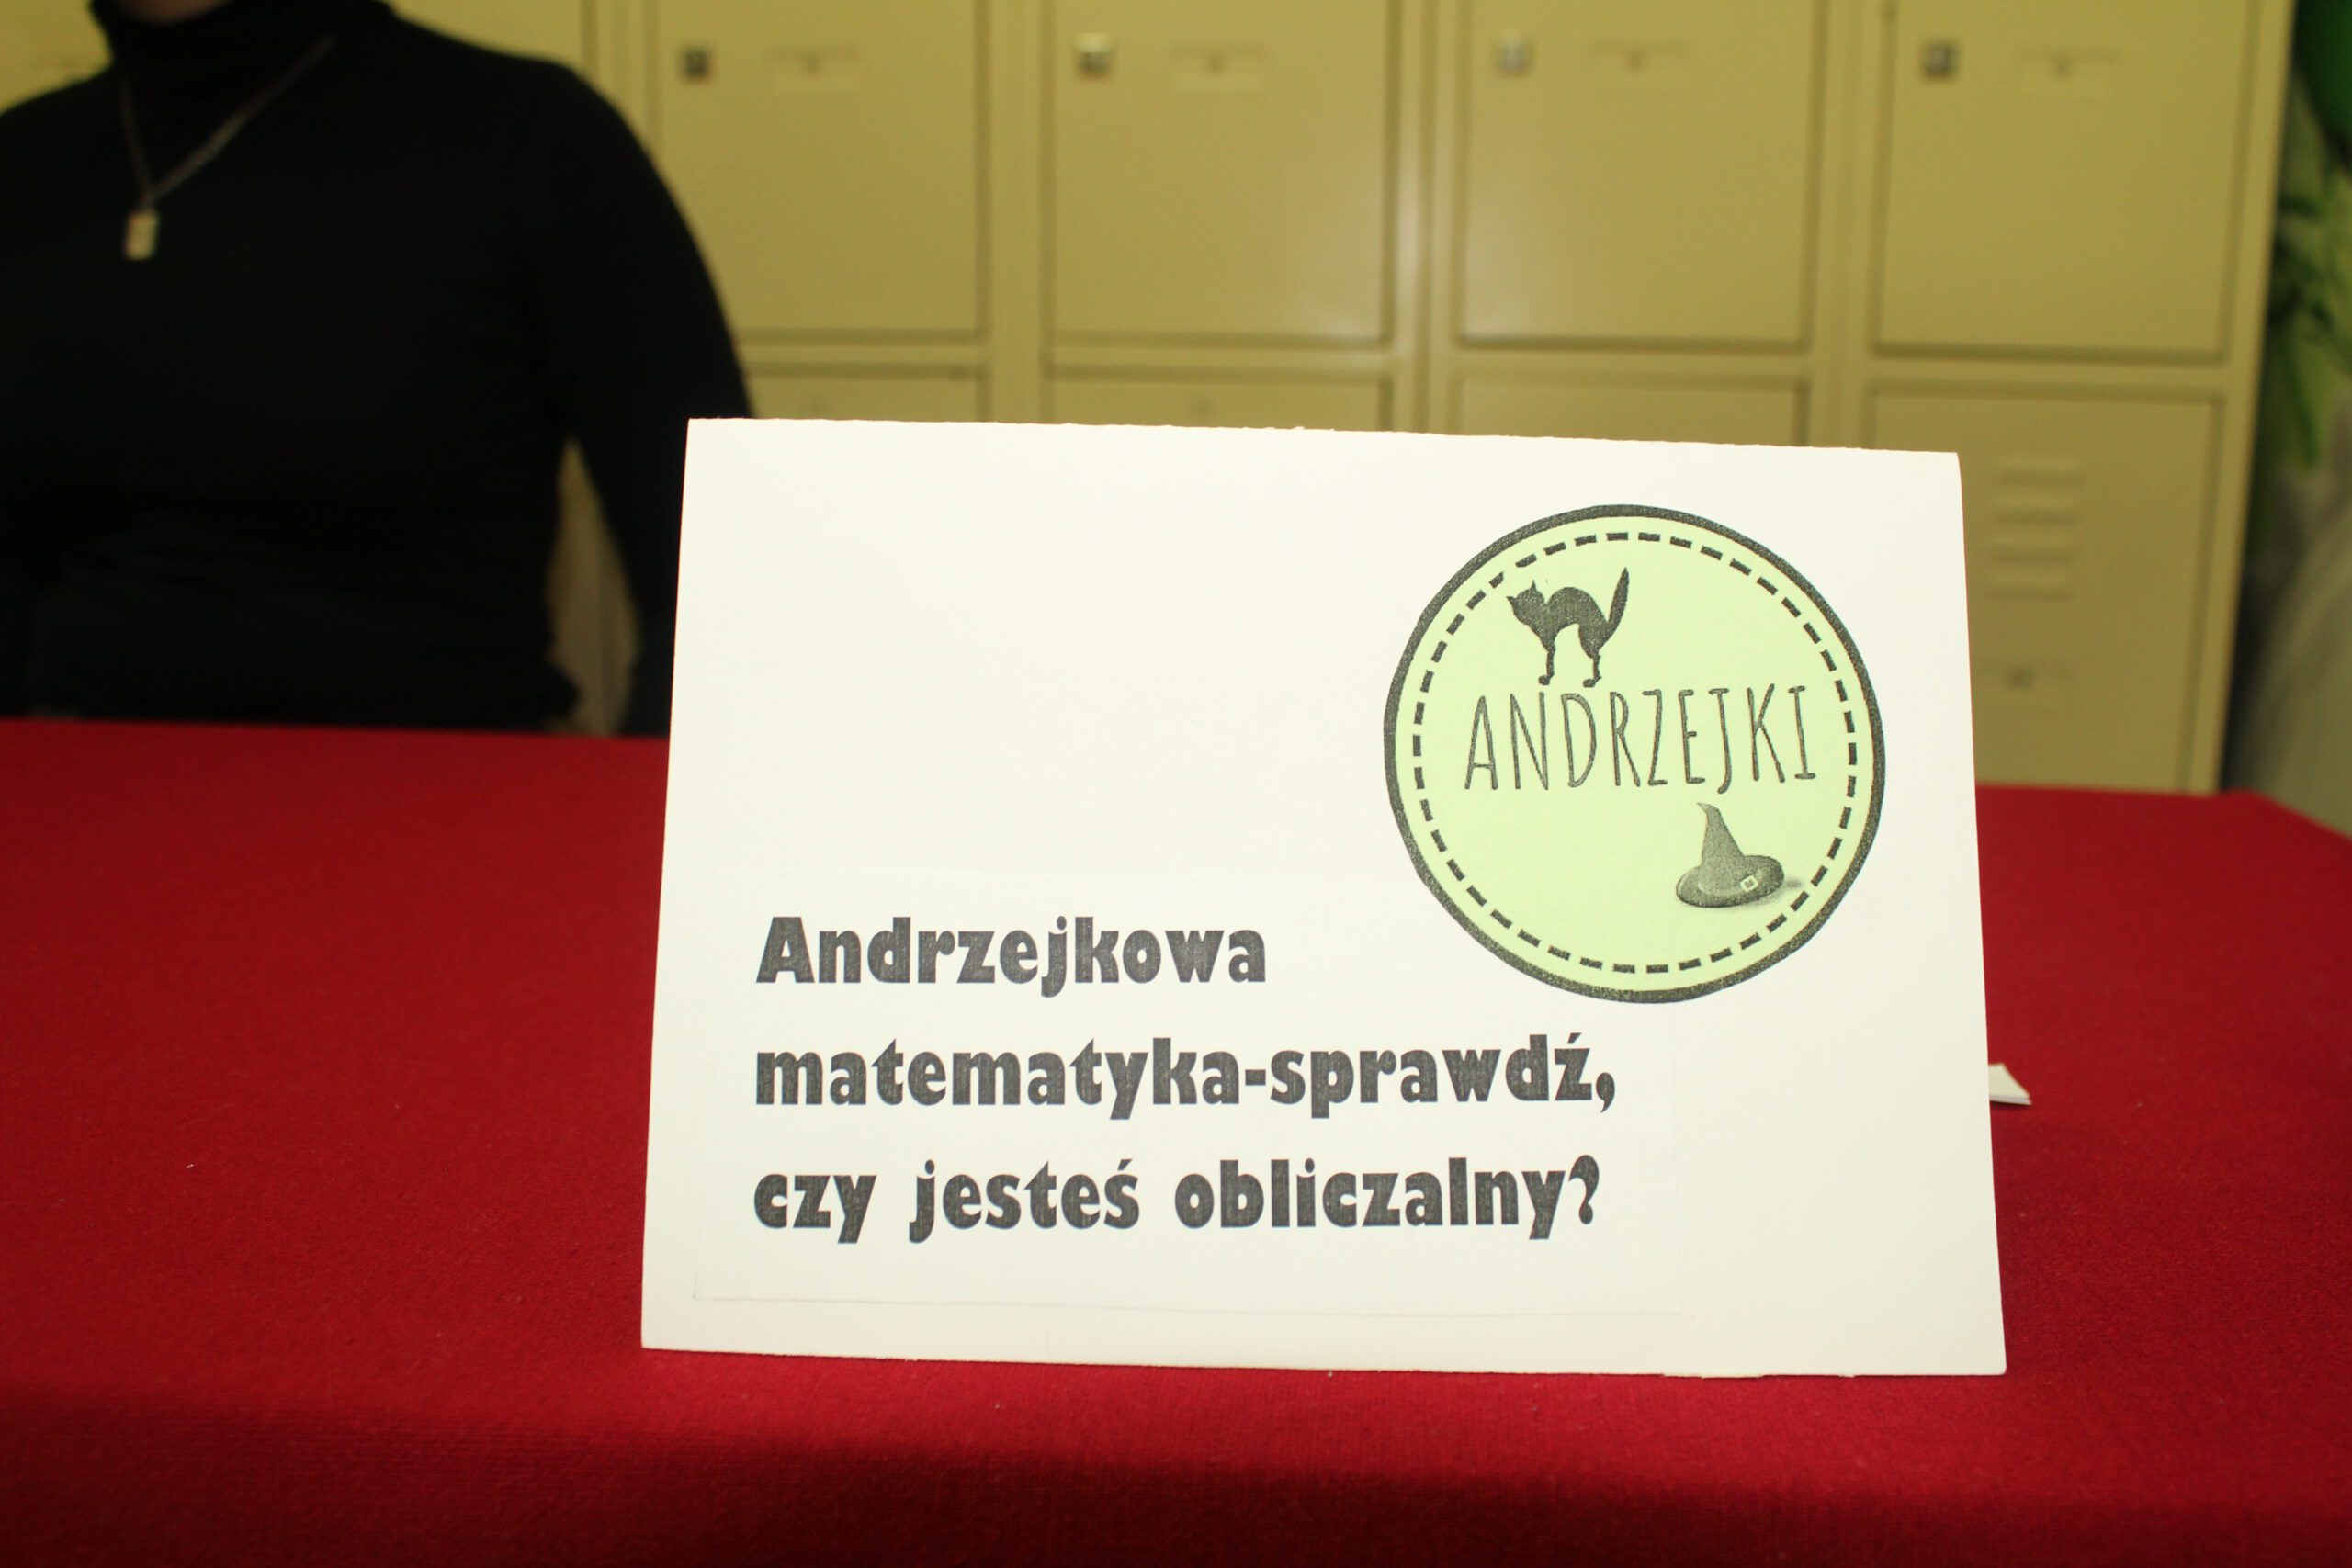 ANDRZEJKI
Andrzejkowa
matematyka-sprawdź,
czy jesteś obliczalny?